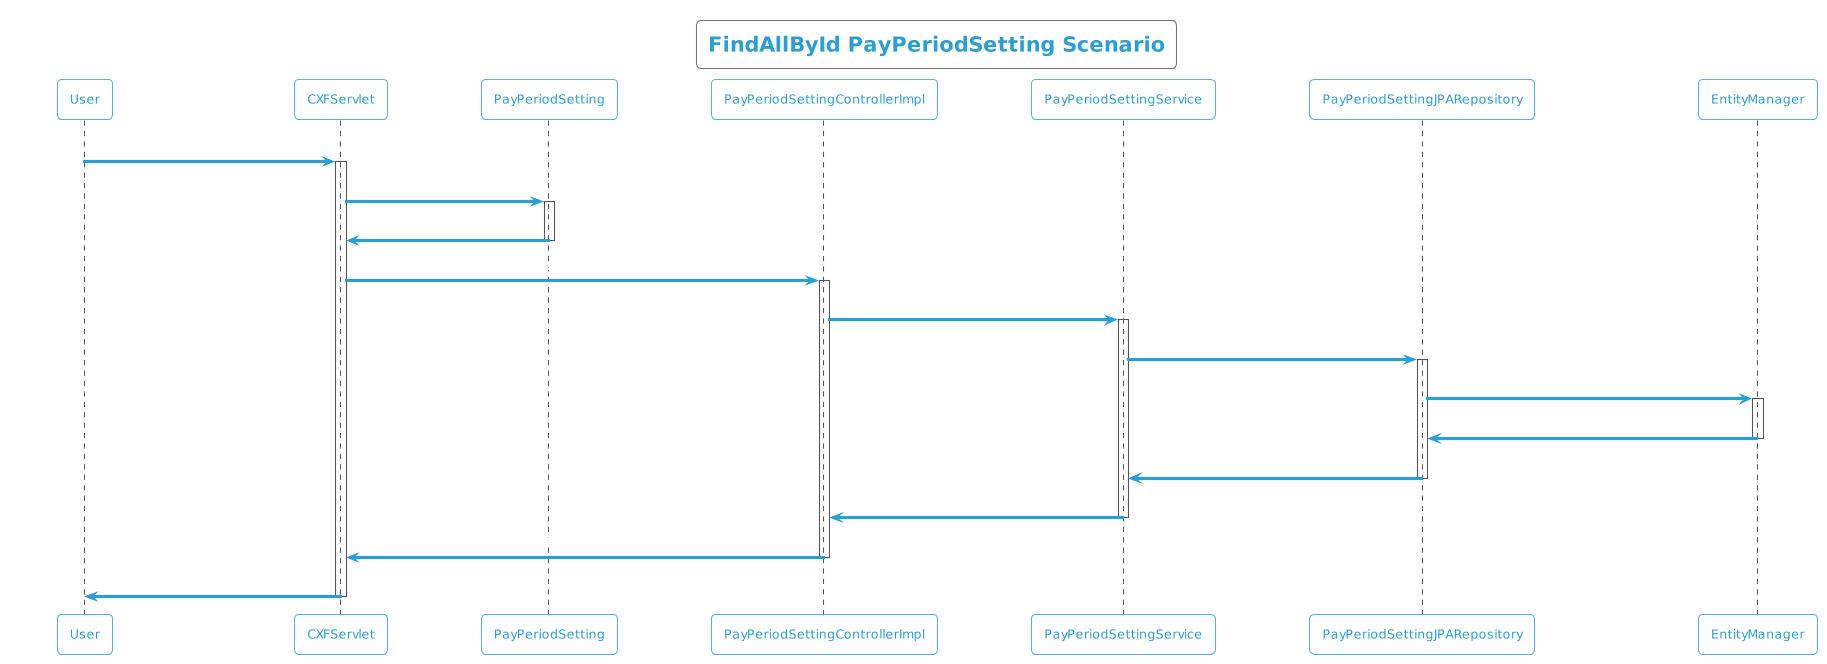 FindAllById PayPeriodSetting Scenario
User
CXFServlet
PayPeriodSetting
PayPeriodSettingControllerImpl
PayPeriodSettingService
PayPeriodSettingJPARepository
EntityManager
User
CXFServlet
PayPeriodSetting
PayPeriodSettingControllerImpl
PayPeriodSettingService
PayPeriodSettingJPARepository
EntityManager